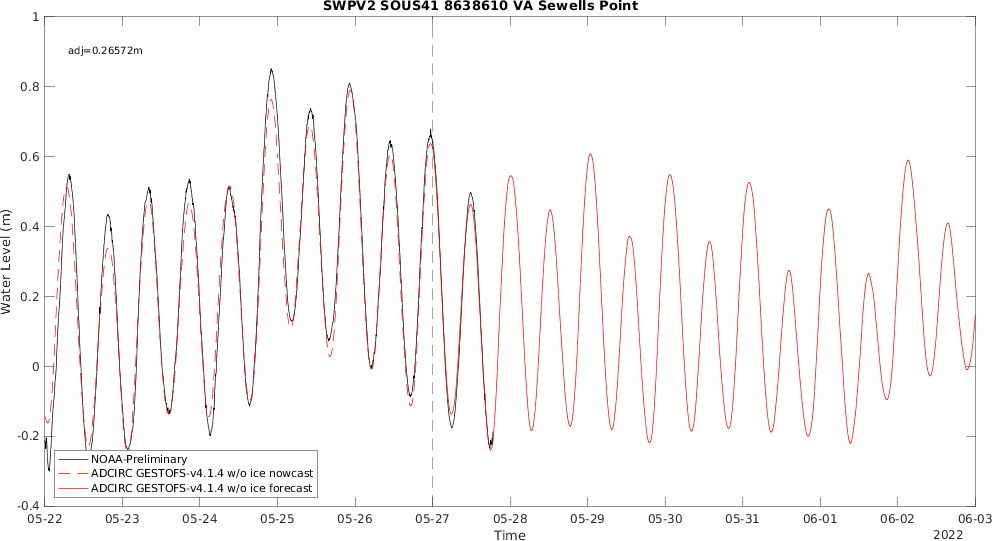 SWPV2 SOUS41 8638610 VA Sewells Point
adj=0.26572m
Water Level (m)
1
0.8
0.6
0.4
0.2
0
-0.2
-0.4
NOAA-Preliminary
ADCIRC GESTOFS-v4.1.4 w/o ice nowcast
ADCIRC GESTOFS-v4.1.4 w/o ice forecast
05-22 05-23 05-24 05-25 05-26 05-27 05-28 05-29 05-30 05-31 06-01 06-02 06-03
Time
2022